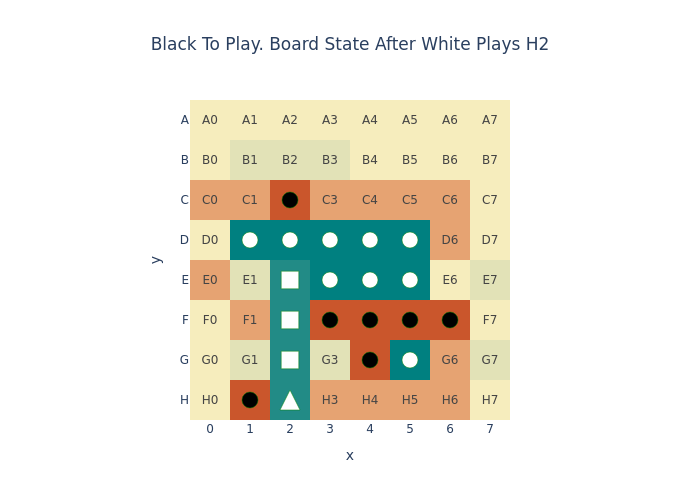 Black To Play. Board State After White Plays H2
A A0 A1 A2 A3 A4 A5 A6 A7
B B0 B1 B2 B3 B4 B5 B6 B7
C C0 C1 C3 C4 C5 C6 C7
D D0 D6 D7
y
E E0 E1 E6 E7
F F0 F1 F7
G G0 G1 G3 G6 G7
H H0 H3 H4 H5 H6 H7
0 1 2 3 4 5 6 7
x